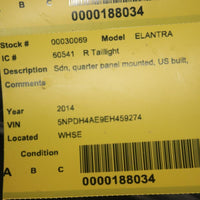 B C
0000188034
Stock # 00030069 Model ELANTRA
IC # 60541 R Taillight
Description Sdn, quarter panel mounted, US built,
Comments
Year 2014
VIN 5NPDH4AE9EH459274
Located WHSE
Condition
A B C
0000188034